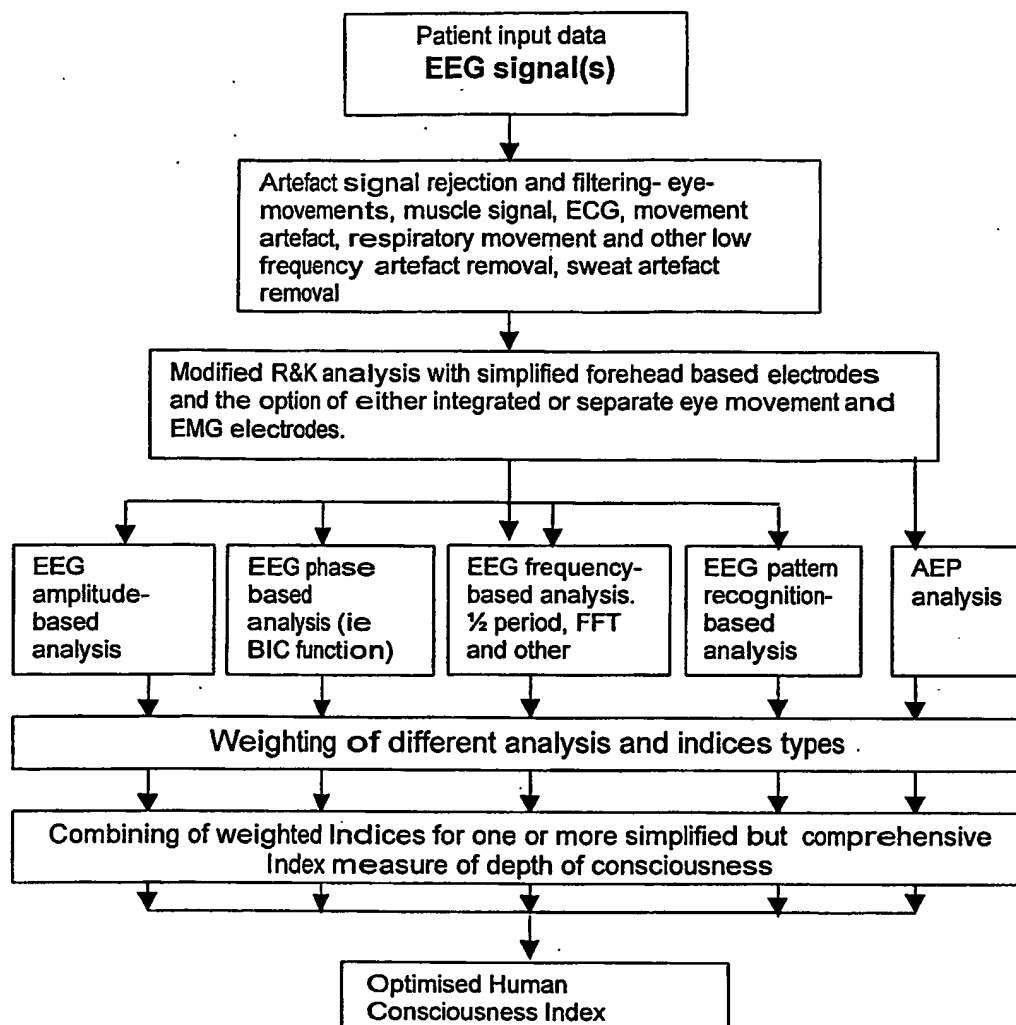 Patient input data
EEG signal(s)
Artefact signal rejection and filtering- eye-
movements, muscle signal, ECG, movement
artefact, respiratory movement and other low
frequency artefact removal, sweat artefact
removal
Modified R&K analysis with simplified forehead based electrodes
and the option of either integrated or separate eye movement and
EMG electrodes.
EEG
amplitude-
based
analysis
EEG phase
based
analysis (ie
BIC function)
EEG frequency-
based analysis.
½ period, FFT
and other
EEG pattern
recognition-
based
analysis
AEP
analysis
Weighting of different analysis and indices types
Combining of weighted Indices for one or more simplified but comprehensive
Index measure of depth of consciousness
Optimised Human
Consciousness Index